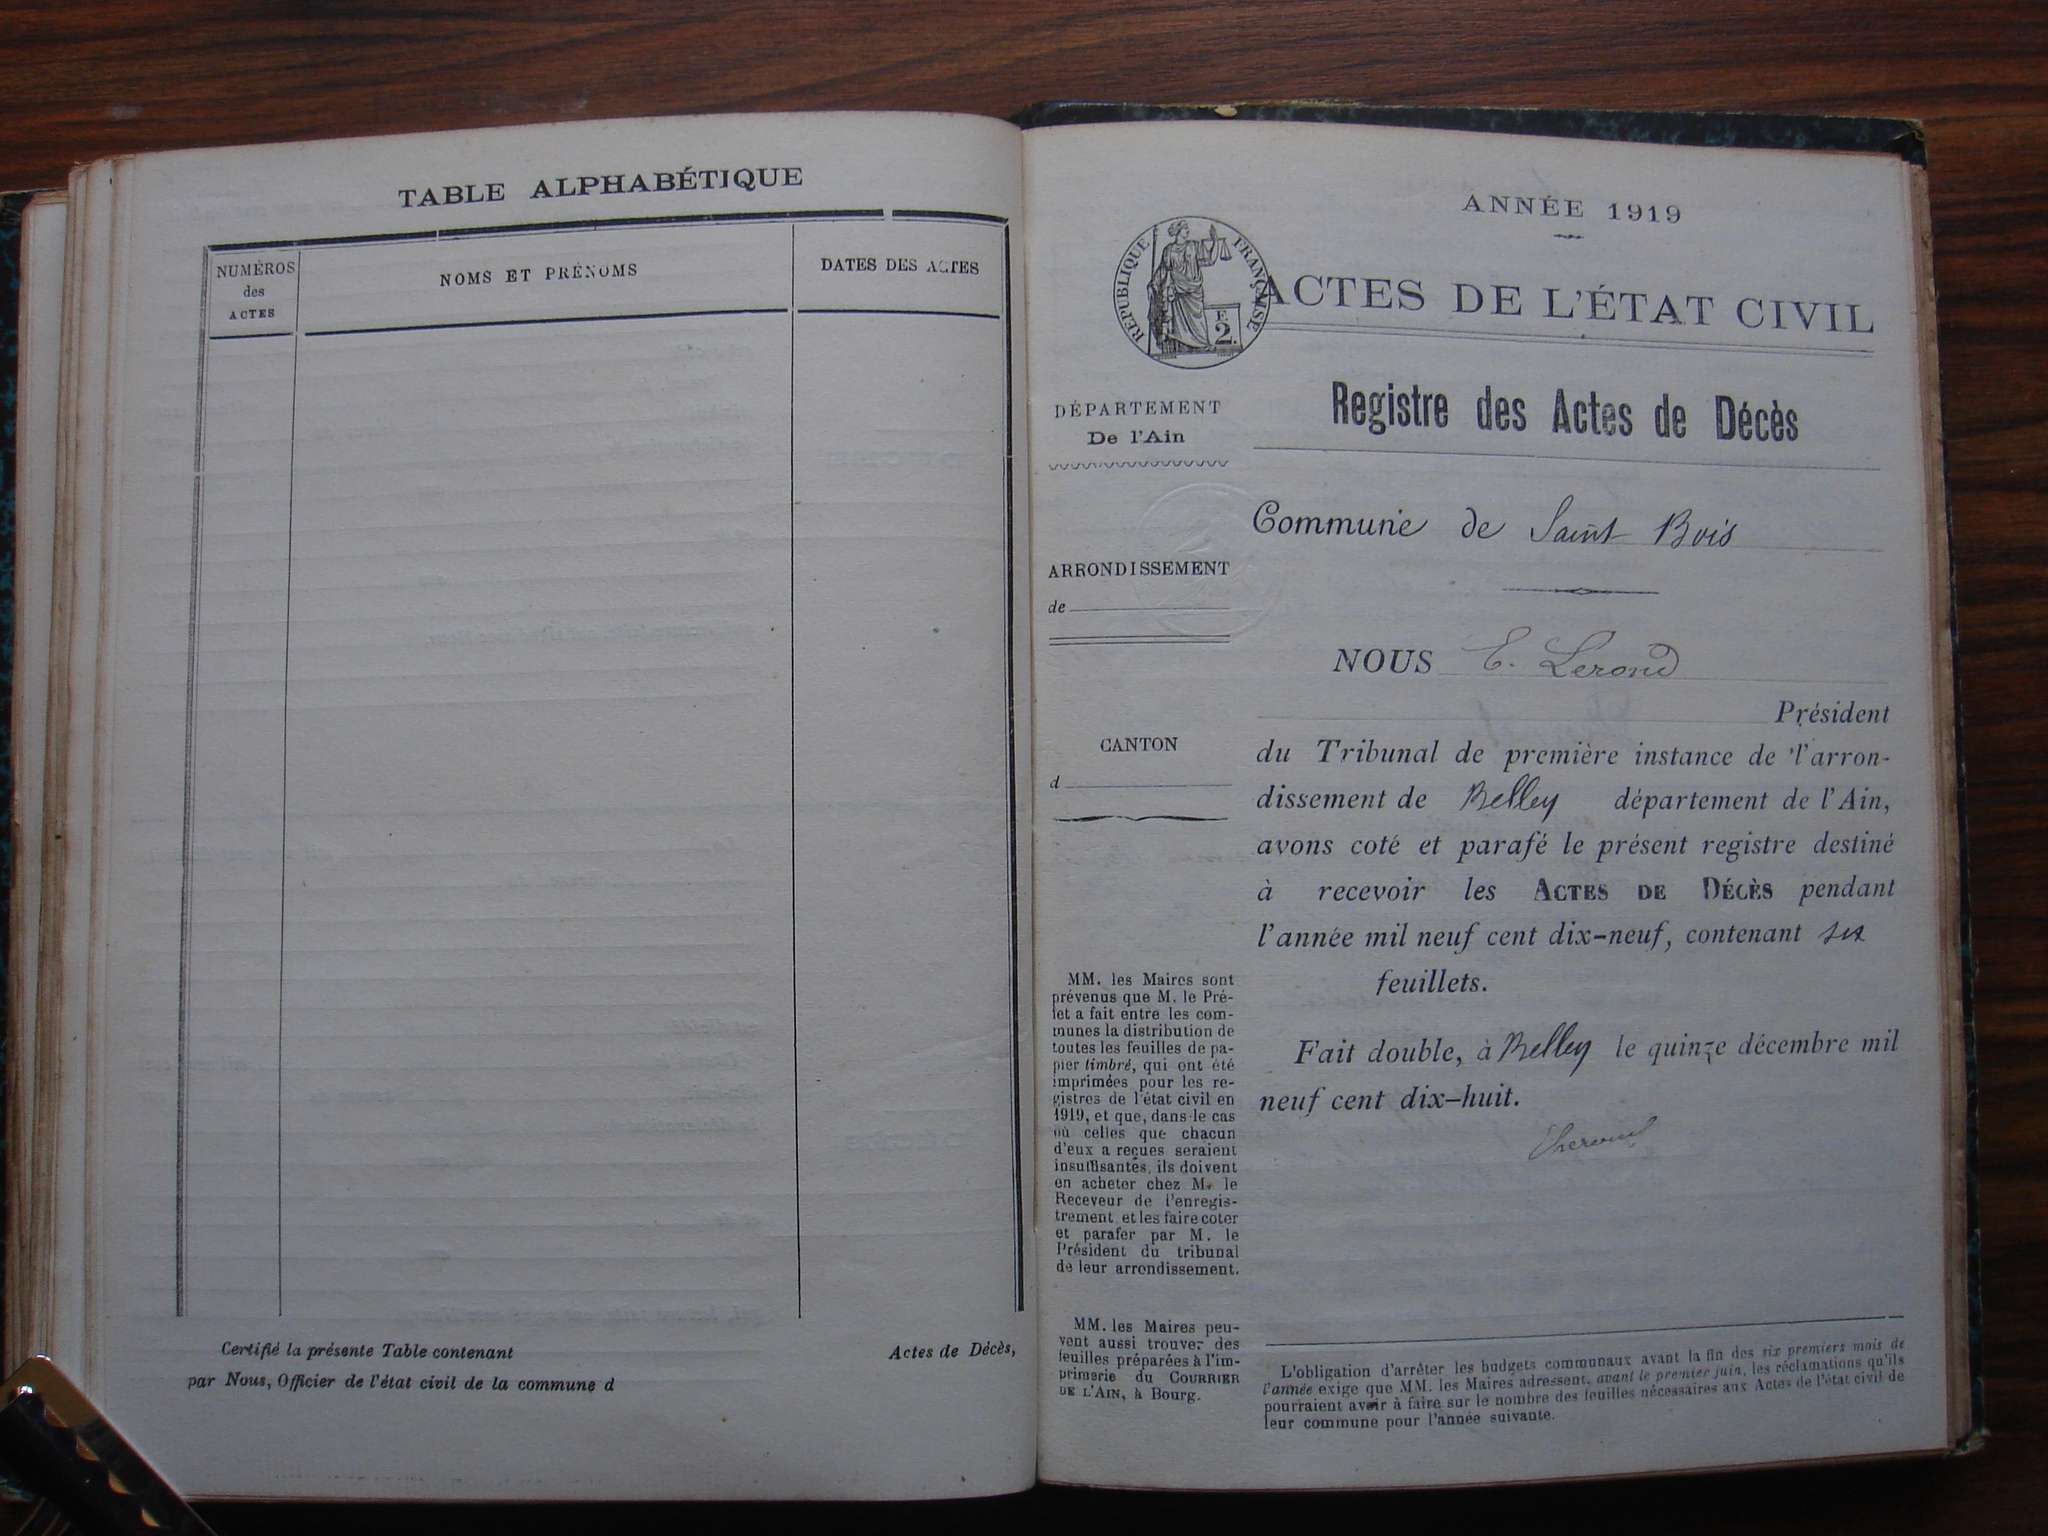 TABLE ALPHABÉTIQUE
NUMÉROS
des
ACTES
NOMS ET PRÉNOMS
DATES DES ACTES
Certifié la présente Table contenant Actes de Décès,
par Nous, Officier de l'état civil de la commune d
ANNÉE 1919
RÉPUBLIQUE FRANÇAISE
F.
2.
ACTES DE L'ÉTAT CIVIL
Registre des Actes de Décès
DÉPARTEMENT
De l'Ain
Commune de Saint Bois
ARRONDISSEMENT
de
NOUS E. Lerond
Président
CANTON
d
du Tribunal de première instance de l'arron-
dissement de Belley département de l'Ain,
avons coté et parafé le présent registre destiné
à recevoir les ACTES DE DÉCÈS pendant
l'année mil neuf cent dix-neuf, contenant six
feuillets.
Fait double, à Belley le quinze décembre mil
neuf cent dix-huit.
MM. les Maires sont
prévenus que M. le Pré-
fet a fait entre les com-
munes la distribution de
toutes les feuilles de pa-
pier timbré, qui ont été
imprimées pour les re-
gistres de l'état civil en
1919, et que, dans le cas
où celles que chacun
d'eux a reçues seraient
insuffisantes, ils doivent
en acheter chez M. le
Receveur de l'enregis-
trement et les faire coter
et parafer par M. le
Président du tribunal
de leur arrondissement.
MM. les Maires peu-
vent aussi trouver des
feuilles préparées à l'im-
primerie du COURRIER
DE L'AIN, à Bourg.
L'obligation d'arrêter les budgets communaux avant la fin des six premiers mois de
l'année exige que MM. les Maires adressent, avant le premier juin, les réclamations qu'ils
pourraient avoir à faire sur le nombre des feuilles nécessaires aux Actes de l'état civil de
leur commune pour l'année suivante.